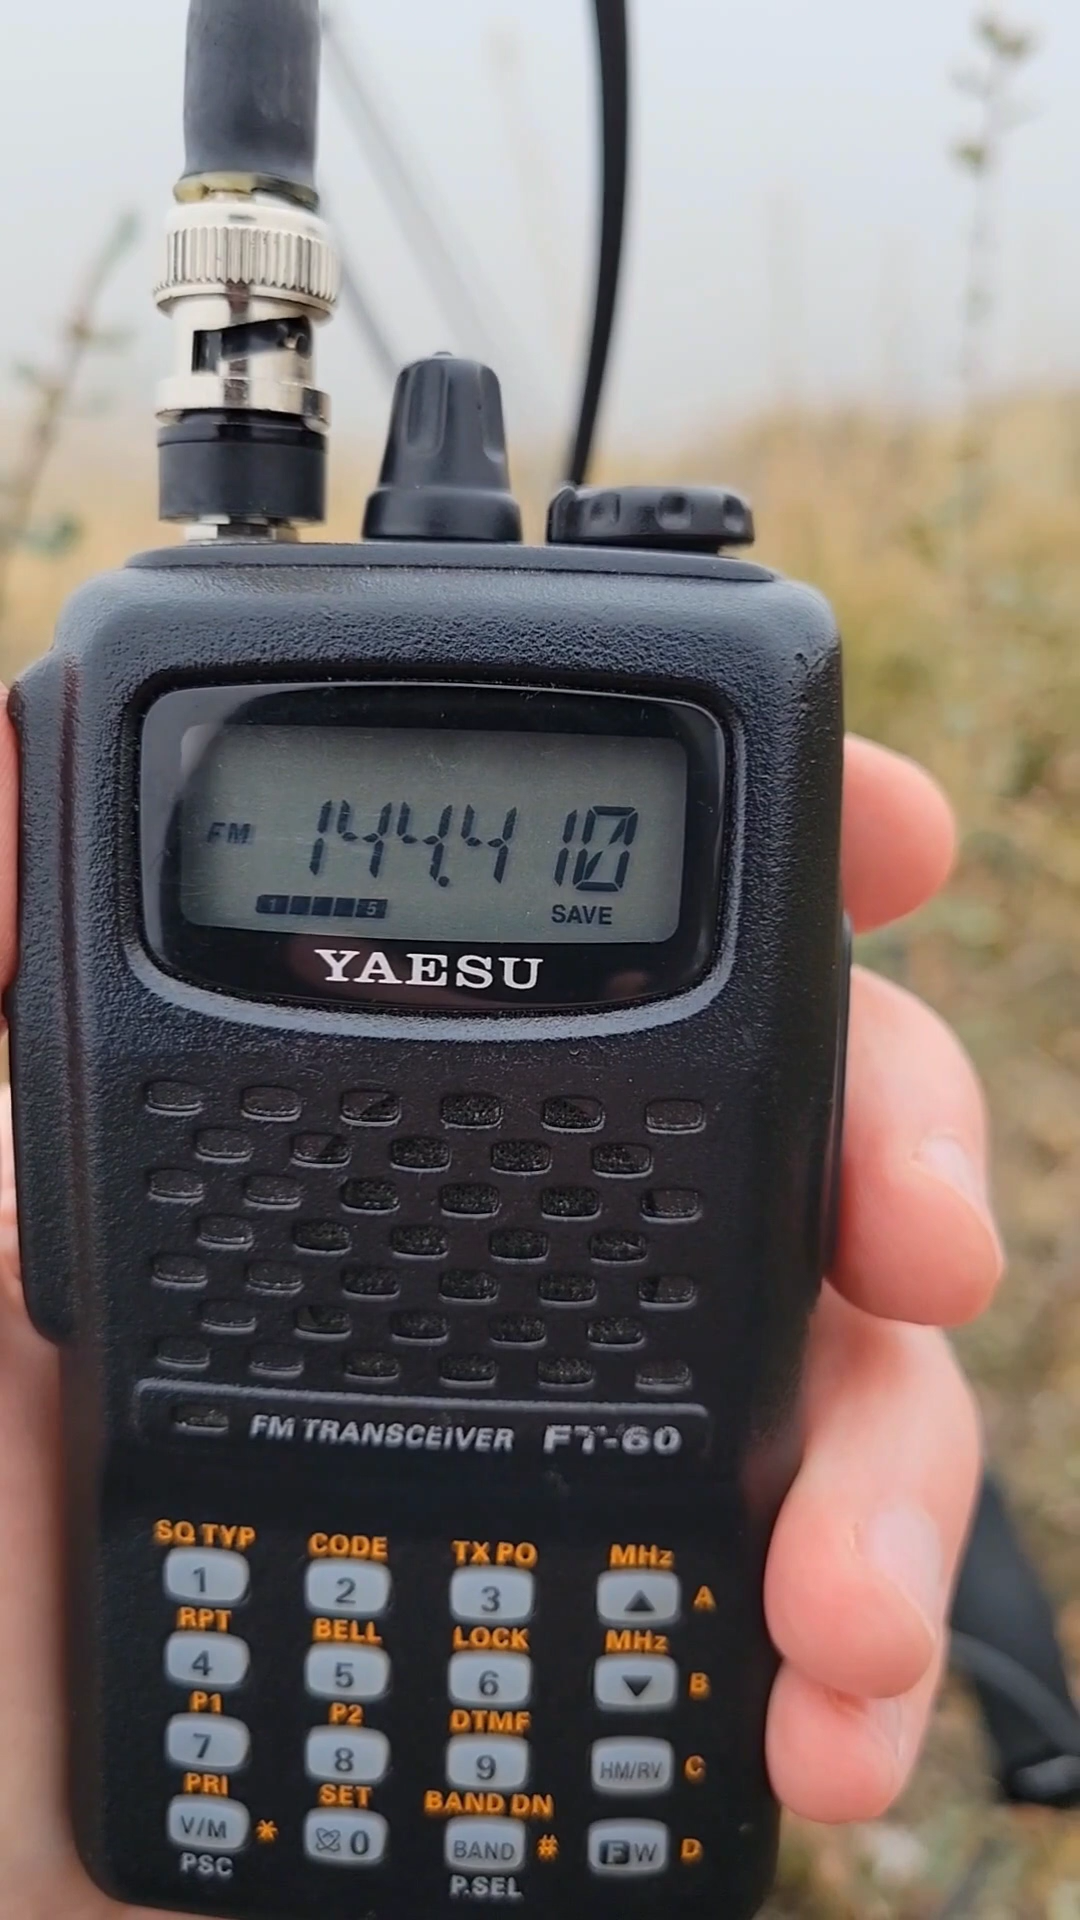 FM 144.410
1 5 SAVE
YAESU
FM TRANSCEIVER FT-60
SQ TYP CODE TX PO MHz
1 2 3 ▲ A
RPT BELL LOCK MHz
4 5 6 ▼ B
P1 P2 DTMF
7 8 9 HM/RV C
PRI SET BAND DN
V/M * 0 BAND # F W D
PSC P.SEL